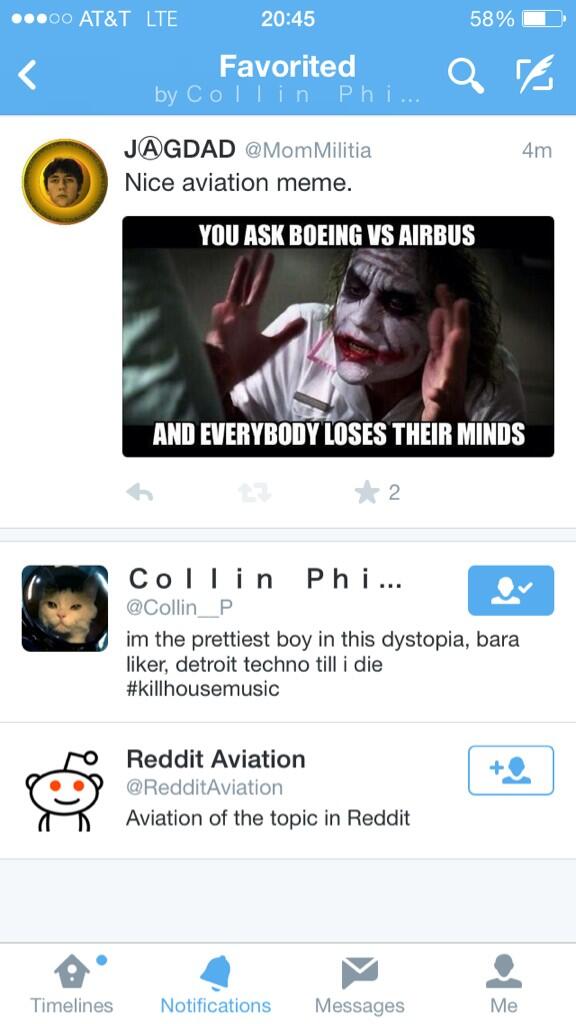 AT&T LTE 20:45 58%
Favorited
by C o l l i n P h i ...
JⒶGDAD @MomMilitia 4m
Nice aviation meme.
YOU ASK BOEING VS AIRBUS
AND EVERYBODY LOSES THEIR MINDS
2
C o l l i n P h i ...
@Collin__P
im the prettiest boy in this dystopia, bara
liker, detroit techno till i die
#killhousemusic
Reddit Aviation
@RedditAviation
Aviation of the topic in Reddit
Timelines Notifications Messages Me